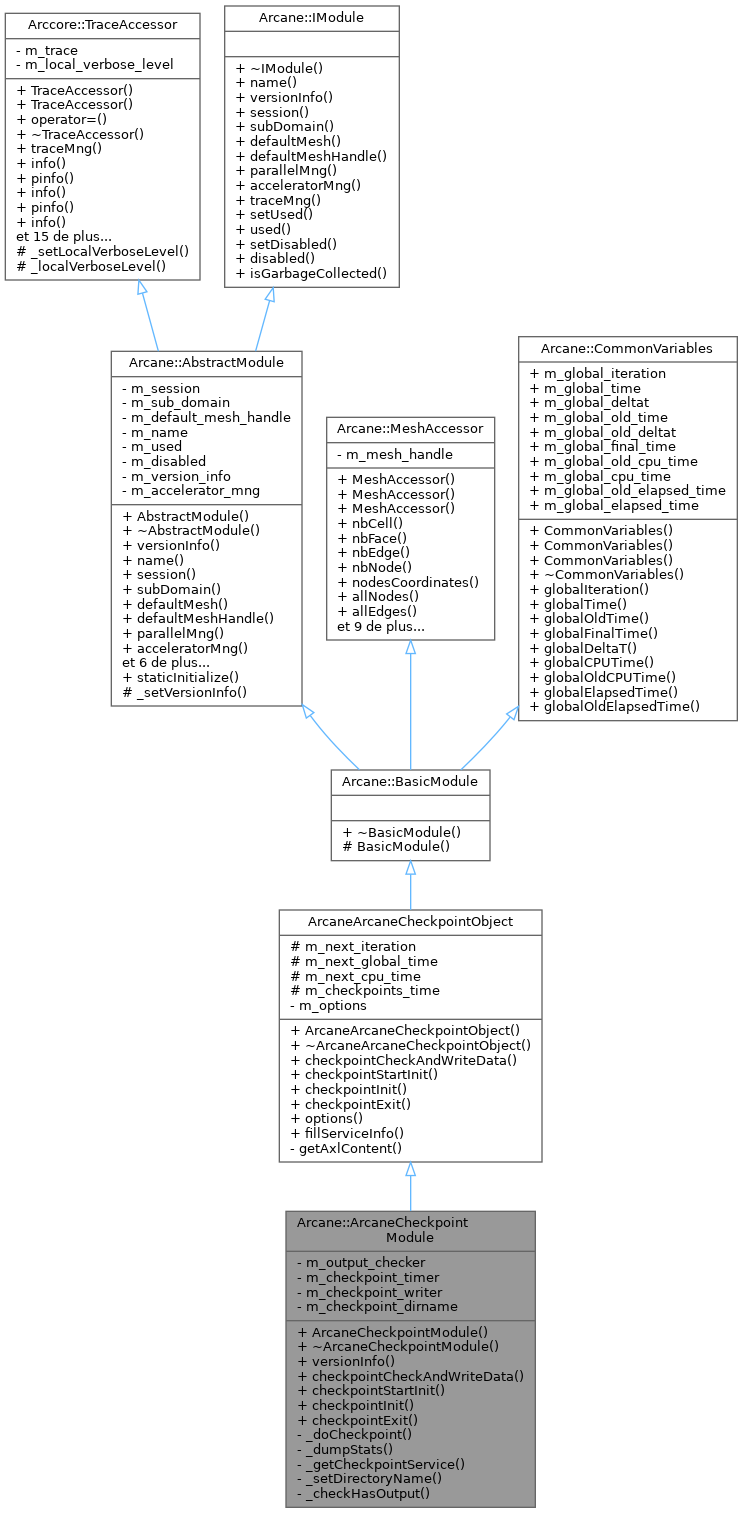 Arccore::TraceAccessor
- m_trace
- m_local_verbose_level
+ TraceAccessor()
+ TraceAccessor()
+ operator=()
+ ~TraceAccessor()
+ traceMng()
+ info()
+ pinfo()
+ info()
+ pinfo()
+ info()
et 15 de plus...
# _setLocalVerboseLevel()
# _localVerboseLevel()
Arcane::IModule
+ ~IModule()
+ name()
+ versionInfo()
+ session()
+ subDomain()
+ defaultMesh()
+ defaultMeshHandle()
+ parallelMng()
+ acceleratorMng()
+ traceMng()
+ setUsed()
+ used()
+ setDisabled()
+ disabled()
+ isGarbageCollected()
Arcane::AbstractModule
- m_session
- m_sub_domain
- m_default_mesh_handle
- m_name
- m_used
- m_disabled
- m_version_info
- m_accelerator_mng
+ AbstractModule()
+ ~AbstractModule()
+ versionInfo()
+ name()
+ session()
+ subDomain()
+ defaultMesh()
+ defaultMeshHandle()
+ parallelMng()
+ acceleratorMng()
et 6 de plus...
+ staticInitialize()
# _setVersionInfo()
Arcane::MeshAccessor
- m_mesh_handle
+ MeshAccessor()
+ MeshAccessor()
+ MeshAccessor()
+ nbCell()
+ nbFace()
+ nbEdge()
+ nbNode()
+ nodesCoordinates()
+ allNodes()
+ allEdges()
et 9 de plus...
Arcane::CommonVariables
+ m_global_iteration
+ m_global_time
+ m_global_deltat
+ m_global_old_time
+ m_global_old_deltat
+ m_global_final_time
+ m_global_old_cpu_time
+ m_global_cpu_time
+ m_global_old_elapsed_time
+ m_global_elapsed_time
+ CommonVariables()
+ CommonVariables()
+ CommonVariables()
+ ~CommonVariables()
+ globalIteration()
+ globalTime()
+ globalOldTime()
+ globalFinalTime()
+ globalDeltaT()
+ globalCPUTime()
+ globalOldCPUTime()
+ globalElapsedTime()
+ globalOldElapsedTime()
Arcane::BasicModule
+ ~BasicModule()
# BasicModule()
ArcaneArcaneCheckpointObject
# m_next_iteration
# m_next_global_time
# m_next_cpu_time
# m_checkpoints_time
- m_options
+ ArcaneArcaneCheckpointObject()
+ ~ArcaneArcaneCheckpointObject()
+ checkpointCheckAndWriteData()
+ checkpointStartInit()
+ checkpointInit()
+ checkpointExit()
+ options()
+ fillServiceInfo()
- getAxlContent()
Arcane::ArcaneCheckpoint
Module
- m_output_checker
- m_checkpoint_timer
- m_checkpoint_writer
- m_checkpoint_dirname
+ ArcaneCheckpointModule()
+ ~ArcaneCheckpointModule()
+ versionInfo()
+ checkpointCheckAndWriteData()
+ checkpointStartInit()
+ checkpointInit()
+ checkpointExit()
- _doCheckpoint()
- _dumpStats()
- _getCheckpointService()
- _setDirectoryName()
- _checkHasOutput()